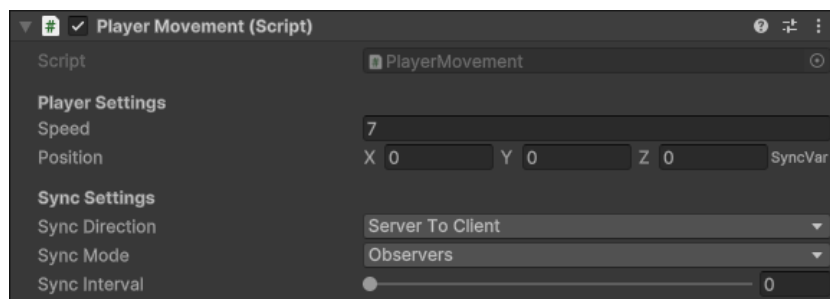 Player Movement (Script)
Script PlayerMovement
Player Settings
Speed 7
Position X 0 Y 0 Z 0 SyncVar
Sync Settings
Sync Direction Server To Client
Sync Mode Observers
Sync Interval 0